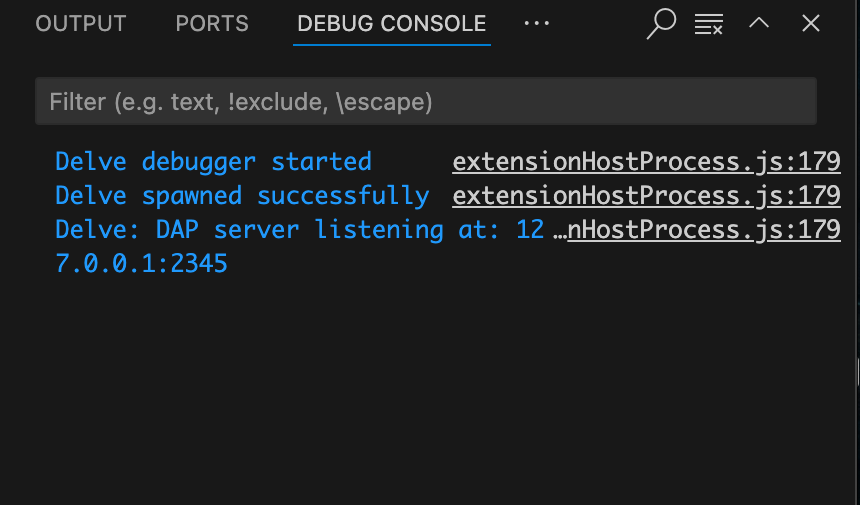 OUTPUT PORTS DEBUG CONSOLE ...
Filter (e.g. text, !exclude, \escape)
Delve debugger started extensionHostProcess.js:179
Delve spawned successfully extensionHostProcess.js:179
Delve: DAP server listening at: 12 …nHostProcess.js:179
7.0.0.1:2345